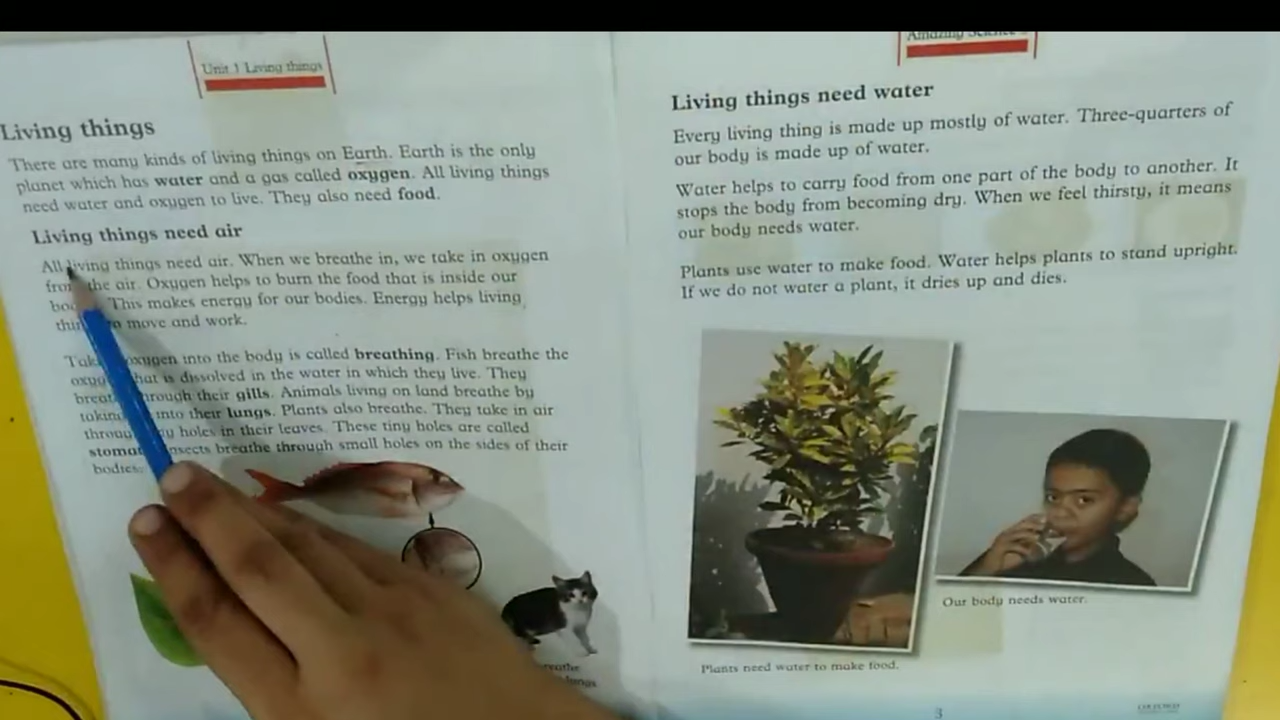 Unit 1 Living things
Living things
There are many kinds of living things on Earth. Earth is the only
planet which has water and a gas called oxygen. All living things
need water and oxygen to live. They also need food.
Living things need air
All living things need air. When we breathe in, we take in oxygen
from the air. Oxygen helps to burn the food that is inside our
This makes energy for our bodies. Energy helps living
move and work.
oxygen into the body is called breathing. Fish breathe the
that is dissolved in the water in which they live. They
through their gills. Animals living on land breathe by
into their lungs. Plants also breathe. They take in air
holes in their leaves. These tiny holes are called
Insects breathe through small holes on the sides of their
bodies.
lungs
Amazing Science
Living things need water
Every living thing is made up mostly of water. Three-quarters of
our body is made up of water.
Water helps to carry food from one part of the body to another. It
stops the body from becoming dry. When we feel thirsty, it means
our body needs water.
Plants use water to make food. Water helps plants to stand upright.
If we do not water a plant, it dries up and dies.
Our body needs water.
Plants need water to make food.
3
OXFORD